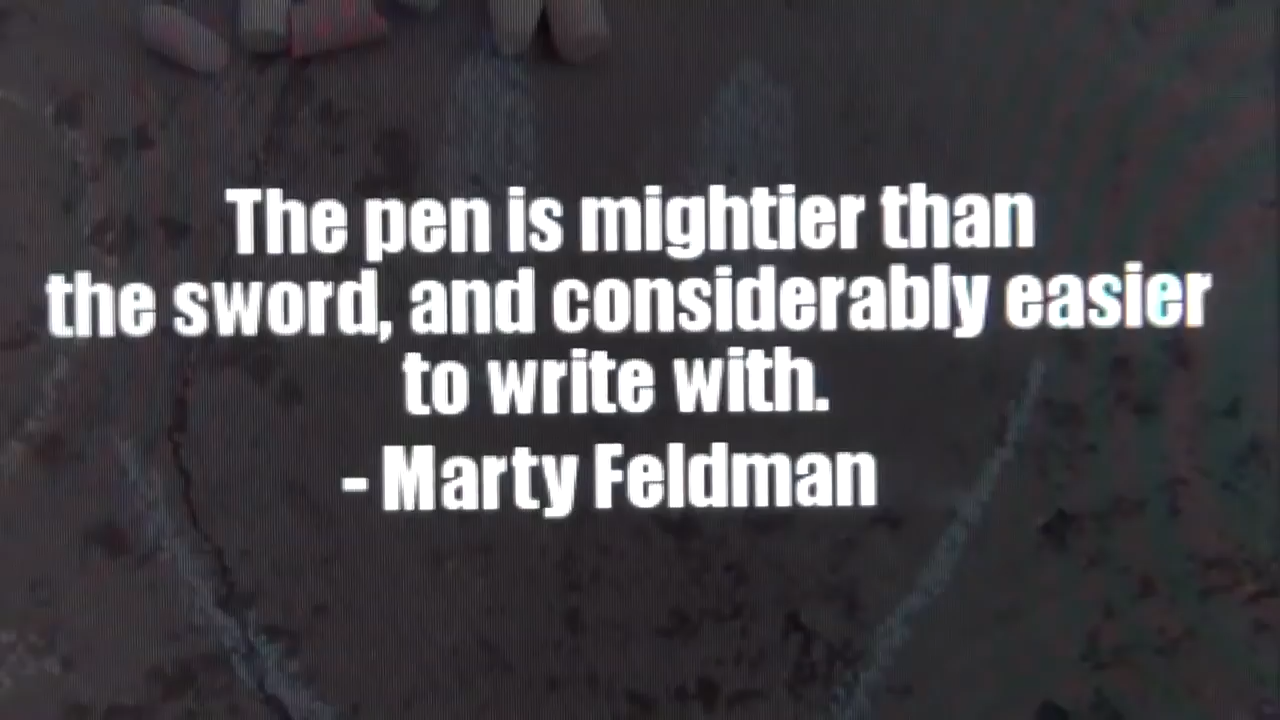 The pen is mightier than
the sword, and considerably easier
to write with.
- Marty Feldman